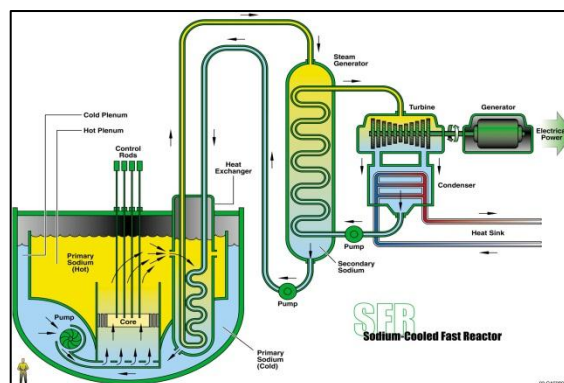 Steam
Generator
Turbine
Generator
Electrical
Power
Cold Plenum
Hot Plenum
Control
Rods
Heat
Exchanger
Condenser
Primary
Sodium
(Hot)
Pump
Heat Sink
Secondary
Sodium
Pump
Pump
Core
Primary
Sodium
(Cold)
SFR
Sodium-Cooled Fast Reactor